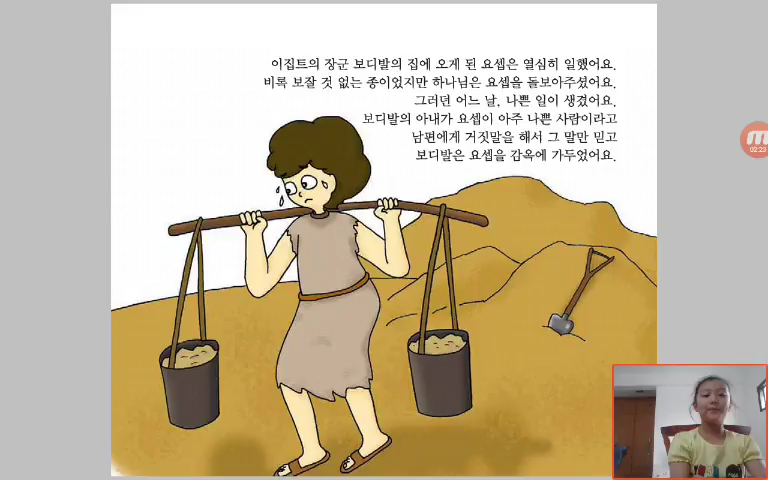 이집트의 장군 보디발의 집에 오게 된 요셉은 열심히 일했어요.
비록 보잘 것 없는 종이었지만 하나님은 요셉을 돌보아주셨어요.
그러던 어느 날, 나쁜 일이 생겼어요.
보디발의 아내가 요셉이 아주 나쁜 사람이라고
남편에게 거짓말을 해서 그 말만 믿고
보디발은 요셉을 감옥에 가두었어요.
02:23